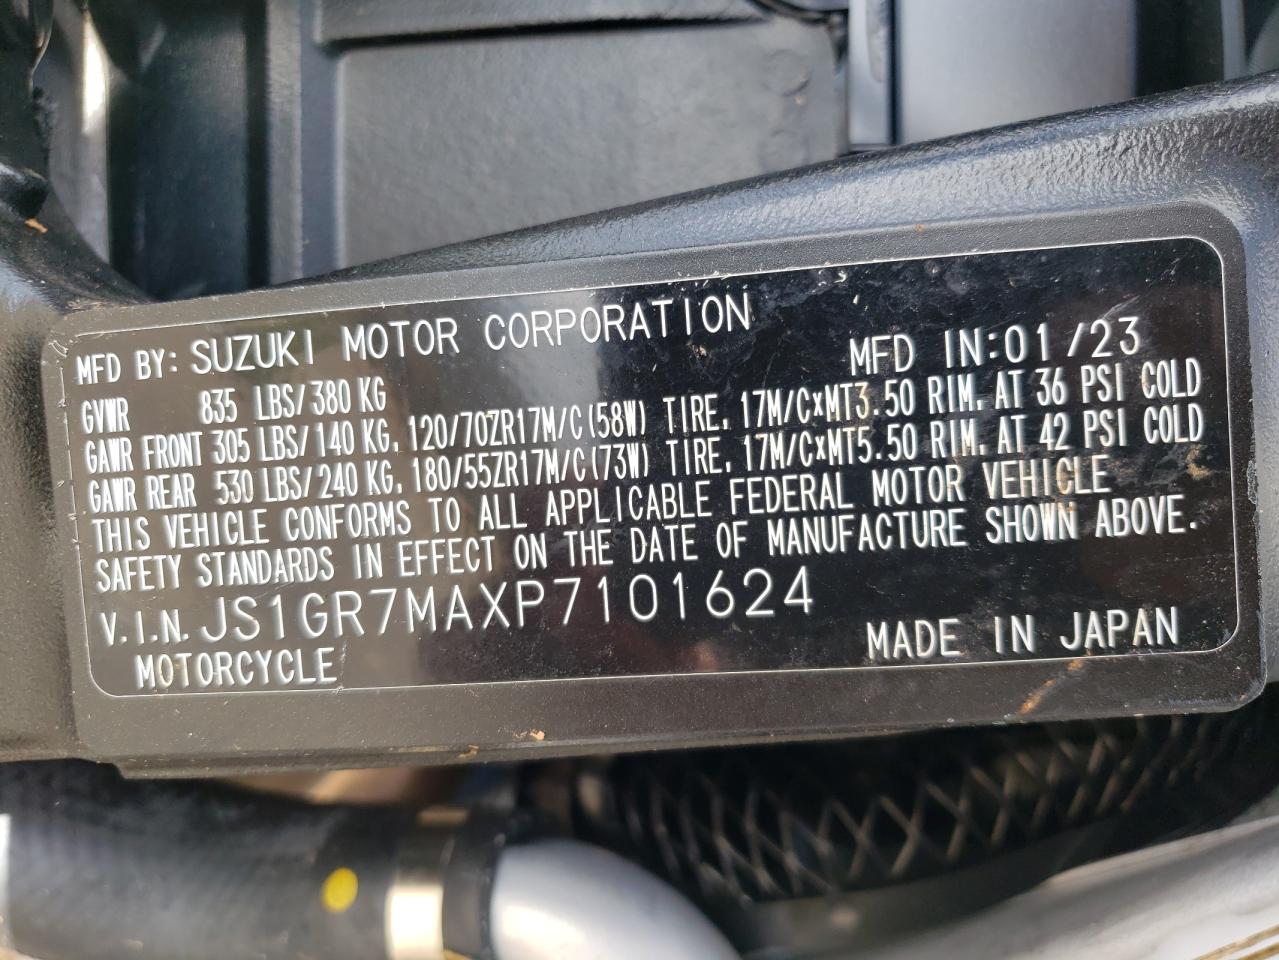 MFD BY: SUZUKI MOTOR CORPORATION
MFD IN:01/23
GVWR 835 LBS/380 KG
GAWR FRONT 305 LBS/140 KG, 120/70ZR17M/C(58W) TIRE, 17M/C×MT3.50 RIM, AT 36 PSI COLD
GAWR REAR 530 LBS/240 KG, 180/55ZR17M/C(73W) TIRE, 17M/C×MT5.50 RIM, AT 42 PSI COLD
THIS VEHICLE CONFORMS TO ALL APPLICABLE FEDERAL MOTOR VEHICLE
SAFETY STANDARDS IN EFFECT ON THE DATE OF MANUFACTURE SHOWN ABOVE.
V.I.N. JS1GR7MAXP7101624
MOTORCYCLE MADE IN JAPAN